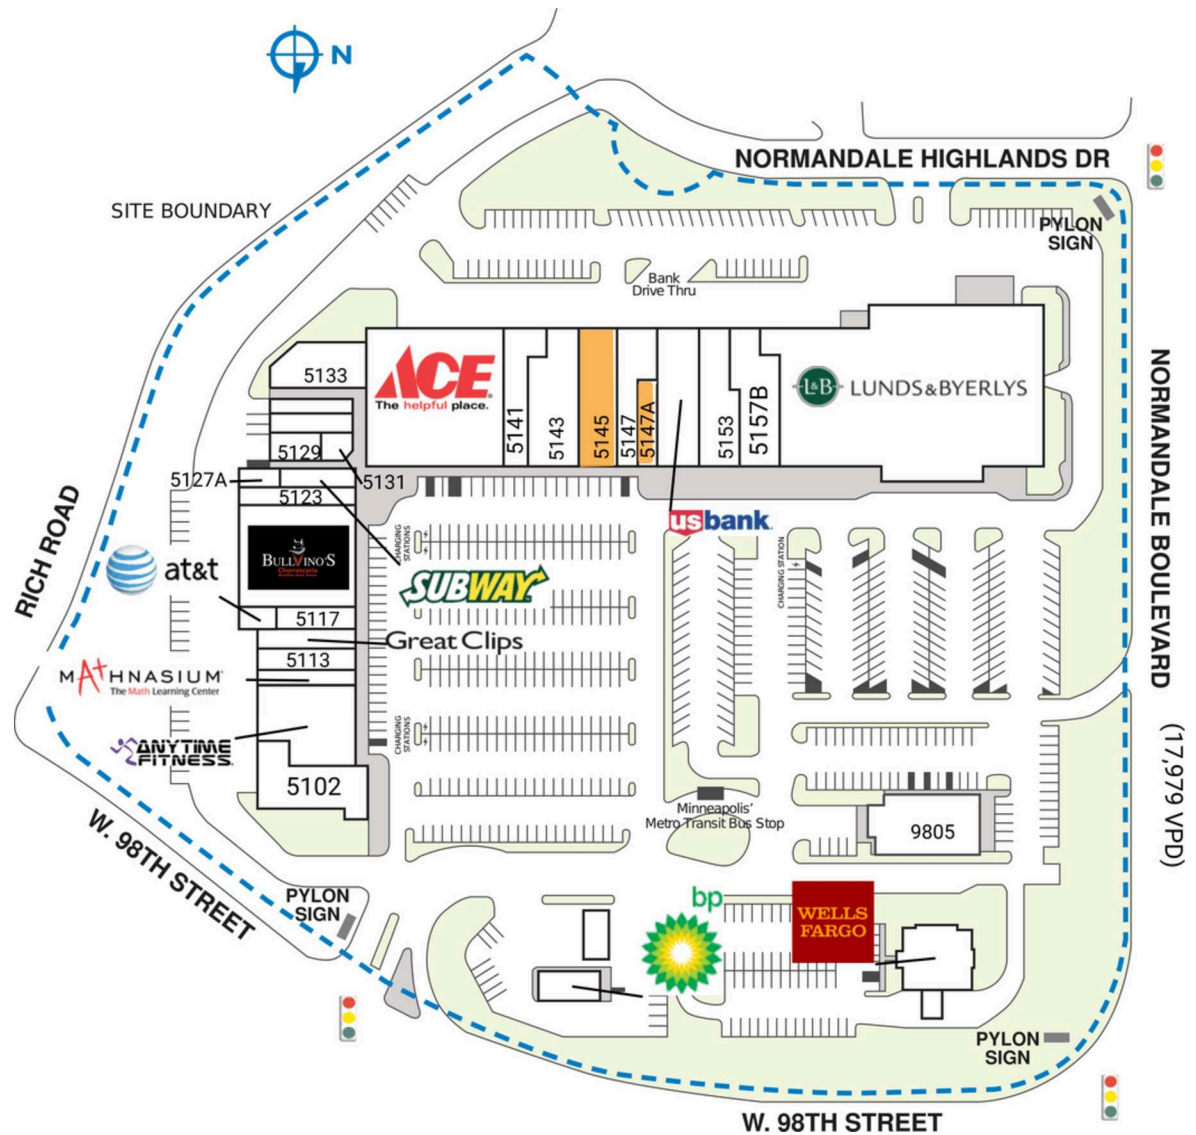 N
NORMANDALE HIGHLANDS DR
SITE BOUNDARY
PYLON
SIGN
Bank
Drive Thru
ACE
The helpful place.
5133
5141
5143
5145
5147
5147A
5153
5157B
L&B
LUNDS & BYERLYS
NORMANDALE BOULEVARD
(17,979 VPD)
5129
5131
5127A
5123
RICH ROAD
BULLVINO'S
Churrascaria
usbank
CHARGING
STATIONS
CHARGING STATION
at&t
SUBWAY
5117
Great Clips
5113
MATHNASIUM
The Math Learning Center
ANYTIME
FITNESS
CHARGING
STATIONS
5102
Minneapolis'
Metro Transit Bus Stop
9805
W. 98TH STREET
PYLON
SIGN
bp
WELLS
FARGO
PYLON
SIGN
W. 98TH STREET